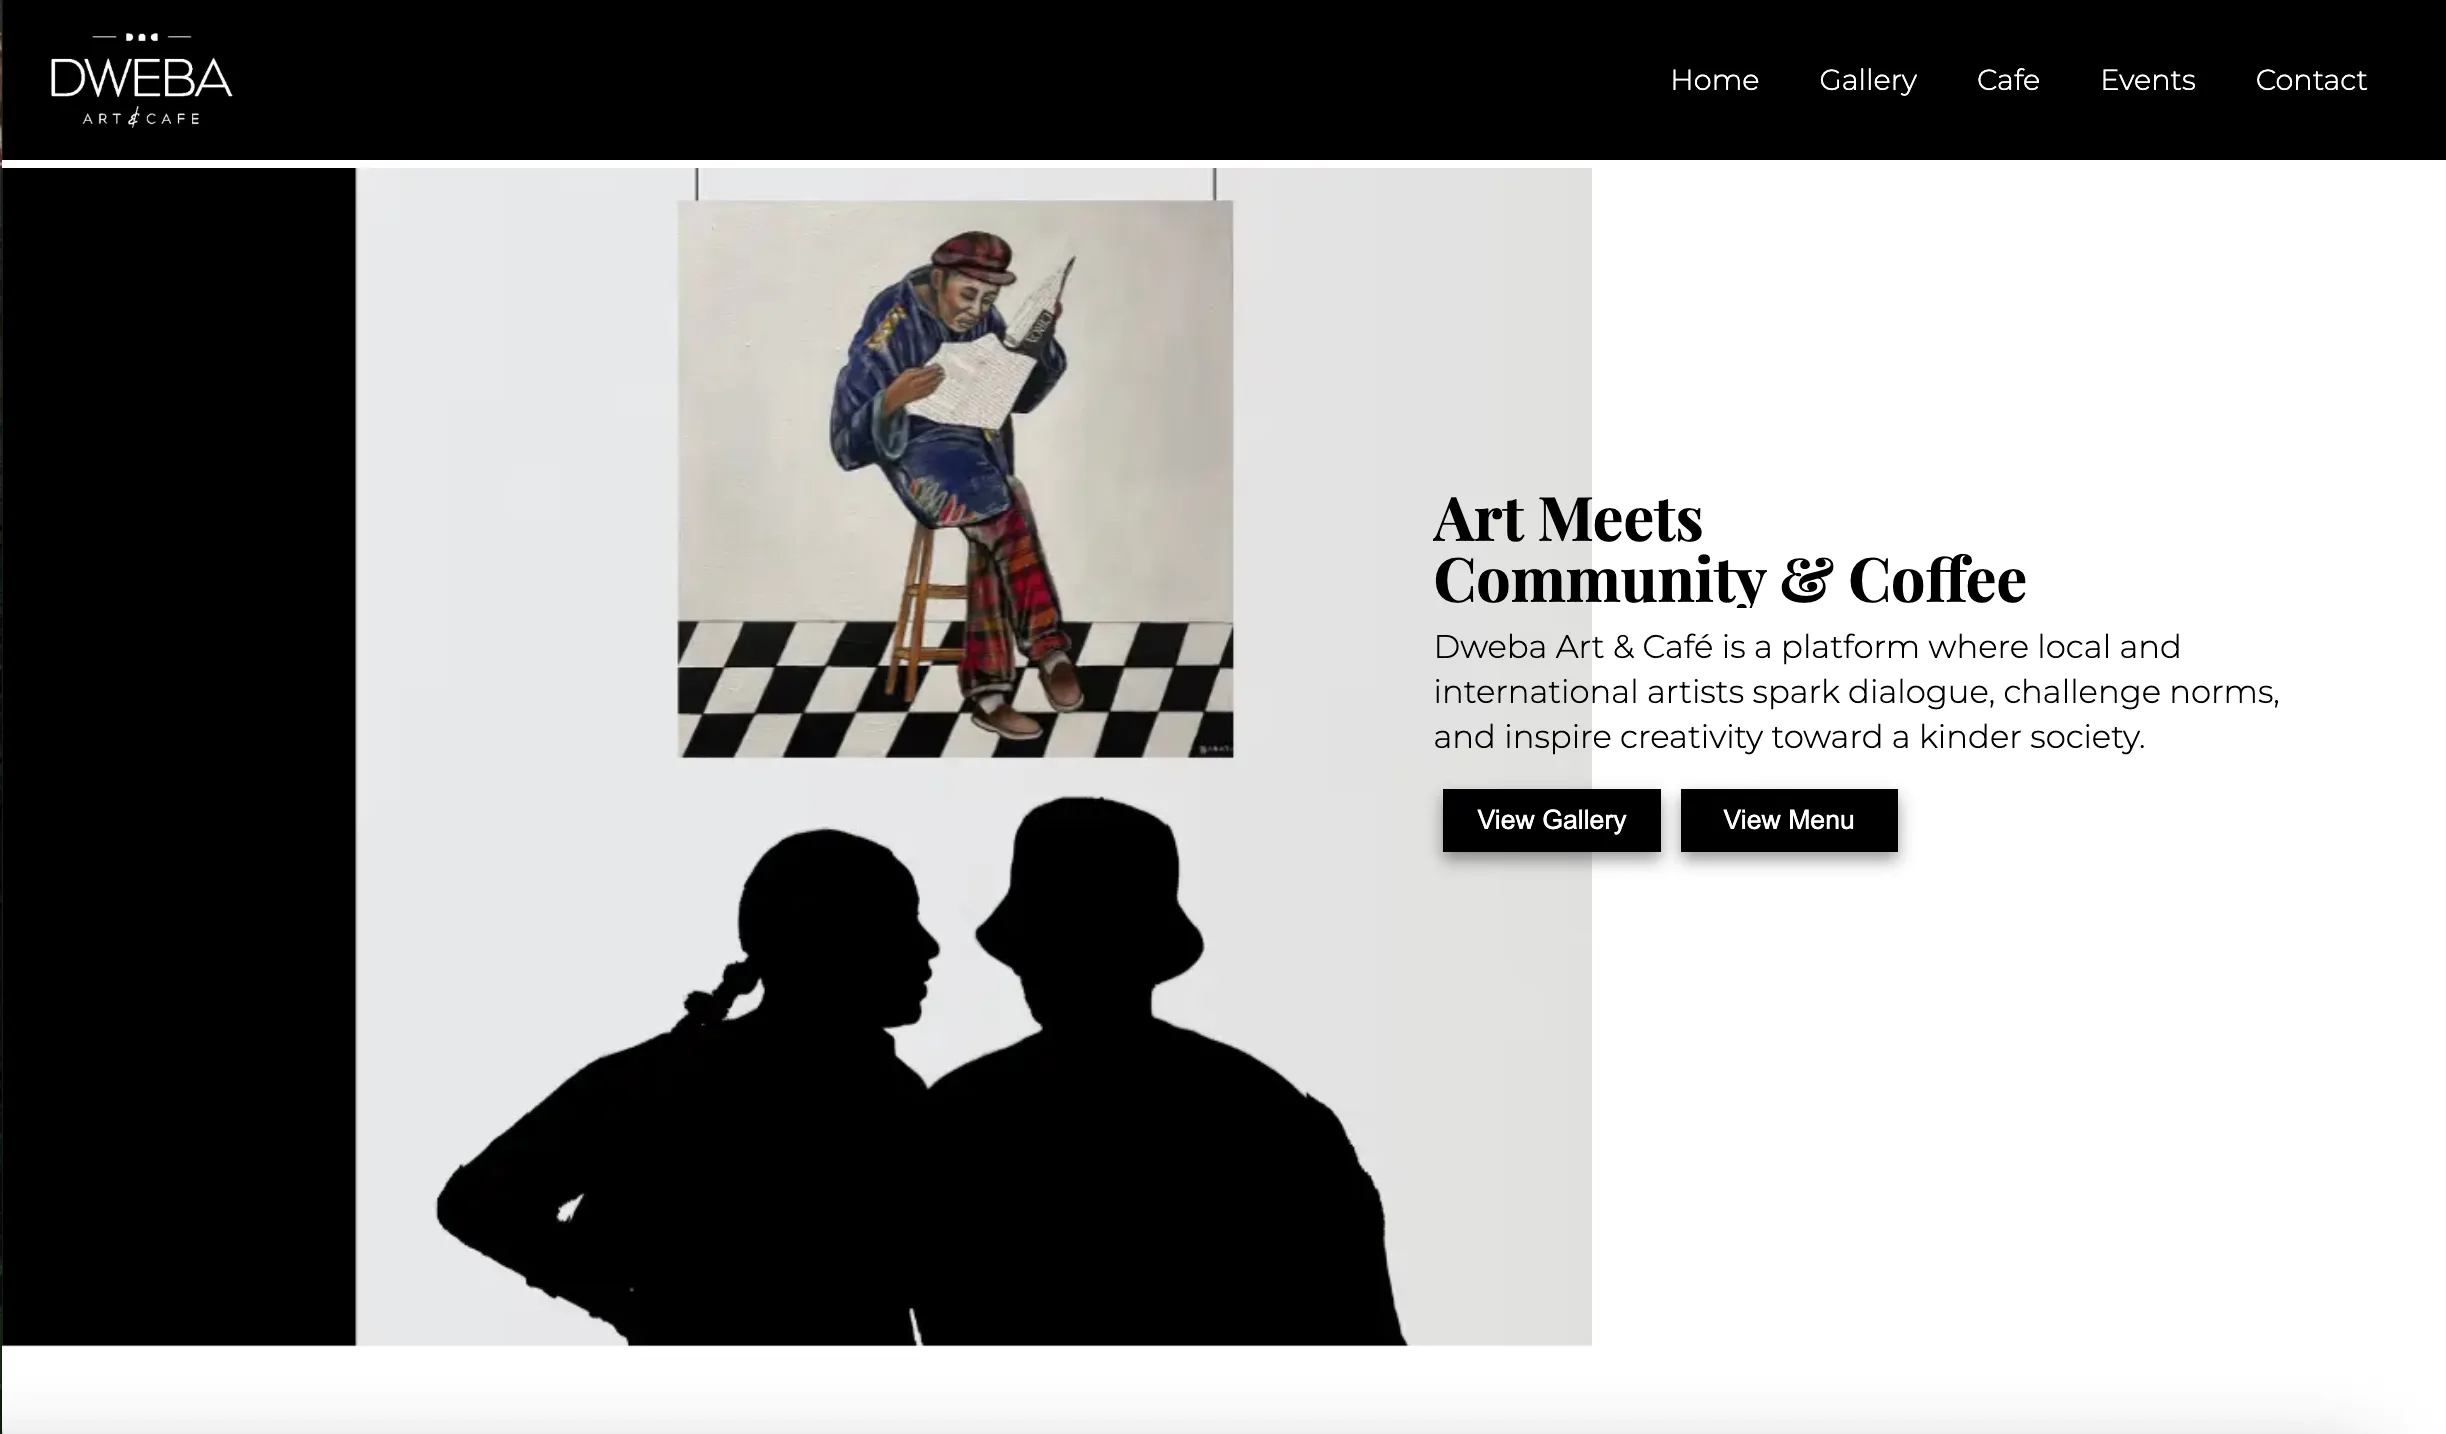 DWEBA
ART & CAFE
Home Gallery Cafe Events Contact
Art Meets
Community & Coffee
Dweba Art & Café is a platform where local and
international artists spark dialogue, challenge norms,
and inspire creativity toward a kinder society.
View Gallery View Menu